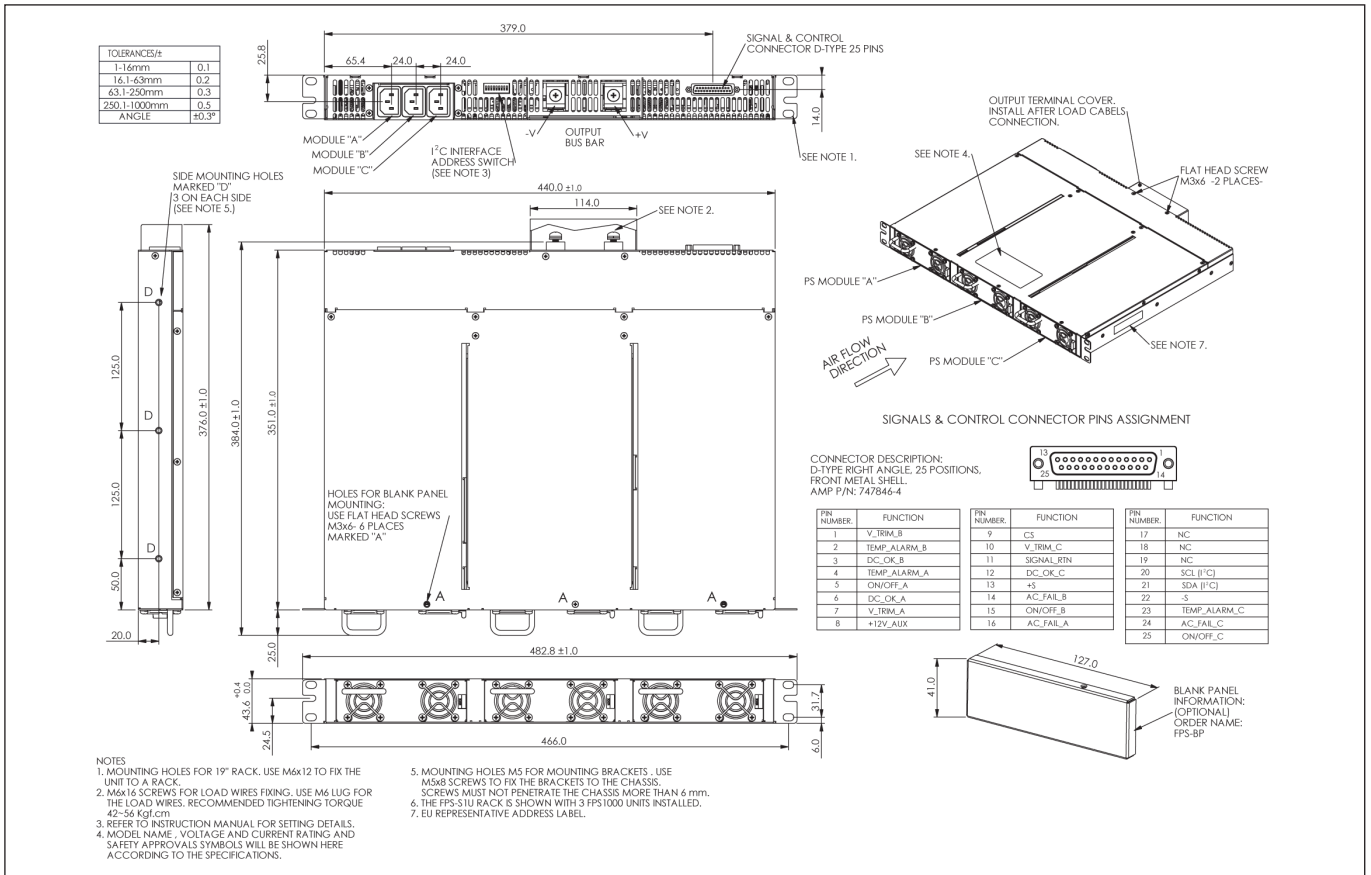 TOLERANCES/±
1-16mm 0.1
16.1-63mm 0.2
63.1-250mm 0.3
250.1-1000mm 0.5
ANGLE ±0.3°
379.0
25.8
65.4
24.0
24.0
SIGNAL & CONTROL
CONNECTOR D-TYPE 25 PINS
14.0
MODULE "A"
MODULE "B"
MODULE "C"
I²C INTERFACE
ADDRESS SWITCH
(SEE NOTE 3)
-V
OUTPUT
BUS BAR
+V
SEE NOTE 1.
OUTPUT TERMINAL COVER.
INSTALL AFTER LOAD CABELS
CONNECTION.
SEE NOTE 4.
FLAT HEAD SCREW
M3x6 -2 PLACES-
PS MODULE "A"
PS MODULE "B"
PS MODULE "C"
SEE NOTE 7.
AIR FLOW
DIRECTION
SIDE MOUNTING HOLES
MARKED "D"
3 ON EACH SIDE
(SEE NOTE 5.)
D
D
D
125.0
125.0
50.0
20.0
376.0 ±1.0
440.0 ±1.0
114.0
SEE NOTE 2.
384.0 ±1.0
351.0 ±1.0
HOLES FOR BLANK PANEL
MOUNTING:
USE FLAT HEAD SCREWS
M3x6- 6 PLACES
MARKED "A"
A
A
A
25.0
482.8 ±1.0
+0.4
43.6 0.0
24.5
466.0
31.7
6.0
SIGNALS & CONTROL CONNECTOR PINS ASSIGNMENT
CONNECTOR DESCRIPTION:
D-TYPE RIGHT ANGLE, 25 POSITIONS,
FRONT METAL SHELL.
AMP P/N: 747846-4
13
1
25
14
PIN
NUMBER. FUNCTION
1 V_TRIM_B
2 TEMP_ALARM_B
3 DC_OK_B
4 TEMP_ALARM_A
5 ON/OFF_A
6 DC_OK_A
7 V_TRIM_A
8 +12V_AUX
PIN
NUMBER. FUNCTION
9 CS
10 V_TRIM_C
11 SIGNAL_RTN
12 DC_OK_C
13 +S
14 AC_FAIL_B
15 ON/OFF_B
16 AC_FAIL_A
PIN
NUMBER. FUNCTION
17 NC
18 NC
19 NC
20 SCL (I²C)
21 SDA (I²C)
22 -S
23 TEMP_ALARM_C
24 AC_FAIL_C
25 ON/OFF_C
127.0
41.0
BLANK PANEL
INFORMATION:
(OPTIONAL)
ORDER NAME:
FPS-BP
NOTES
1. MOUNTING HOLES FOR 19" RACK. USE M6x12 TO FIX THE
UNIT TO A RACK.
2. M6x16 SCREWS FOR LOAD WIRES FIXING. USE M6 LUG FOR
THE LOAD WIRES. RECOMMENDED TIGHTENING TORQUE
42~56 Kgf.cm
3. REFER TO INSTRUCTION MANUAL FOR SETTING DETAILS.
4. MODEL NAME , VOLTAGE AND CURRENT RATING AND
SAFETY APPROVALS SYMBOLS WILL BE SHOWN HERE
ACCORDING TO THE SPECIFICATIONS.
5. MOUNTING HOLES M5 FOR MOUNTING BRACKETS . USE
M5x8 SCREWS TO FIX THE BRACKETS TO THE CHASSIS.
SCREWS MUST NOT PENETRATE THE CHASSIS MORE THAN 6 mm.
6. THE FPS-S1U RACK IS SHOWN WITH 3 FPS1000 UNITS INSTALLED.
7. EU REPRESENTATIVE ADDRESS LABEL.